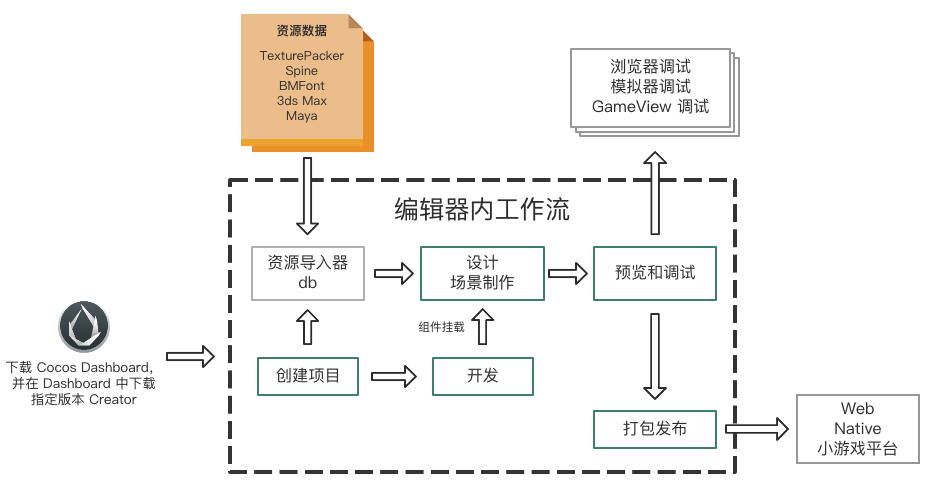 资源数据
TexturePacker
Spine
BMFont
3ds Max
Maya
浏览器调试
模拟器调试
GameView 调试
编辑器内工作流
资源导入器
db
设计
场景制作
预览和调试
组件挂载
下载 Cocos Dashboard，
并在 Dashboard 中下载
指定版本 Creator
创建项目
开发
打包发布
Web
Native
小游戏平台